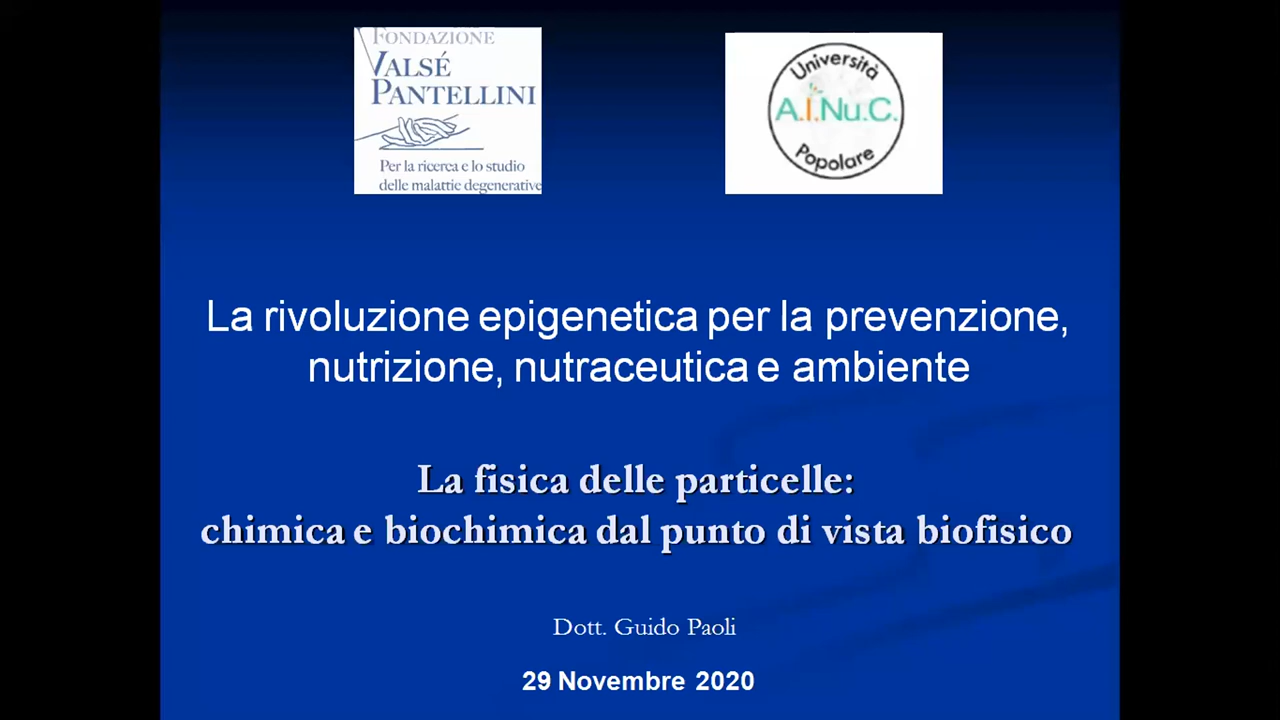 FONDAZIONE
VALSÉ
PANTELLINI
Per la ricerca e lo studio
delle malattie degenerative
Università
A.I.Nu.C.
Popolare
La rivoluzione epigenetica per la prevenzione,
nutrizione, nutraceutica e ambiente
La fisica delle particelle:
chimica e biochimica dal punto di vista biofisico
Dott. Guido Paoli
29 Novembre 2020